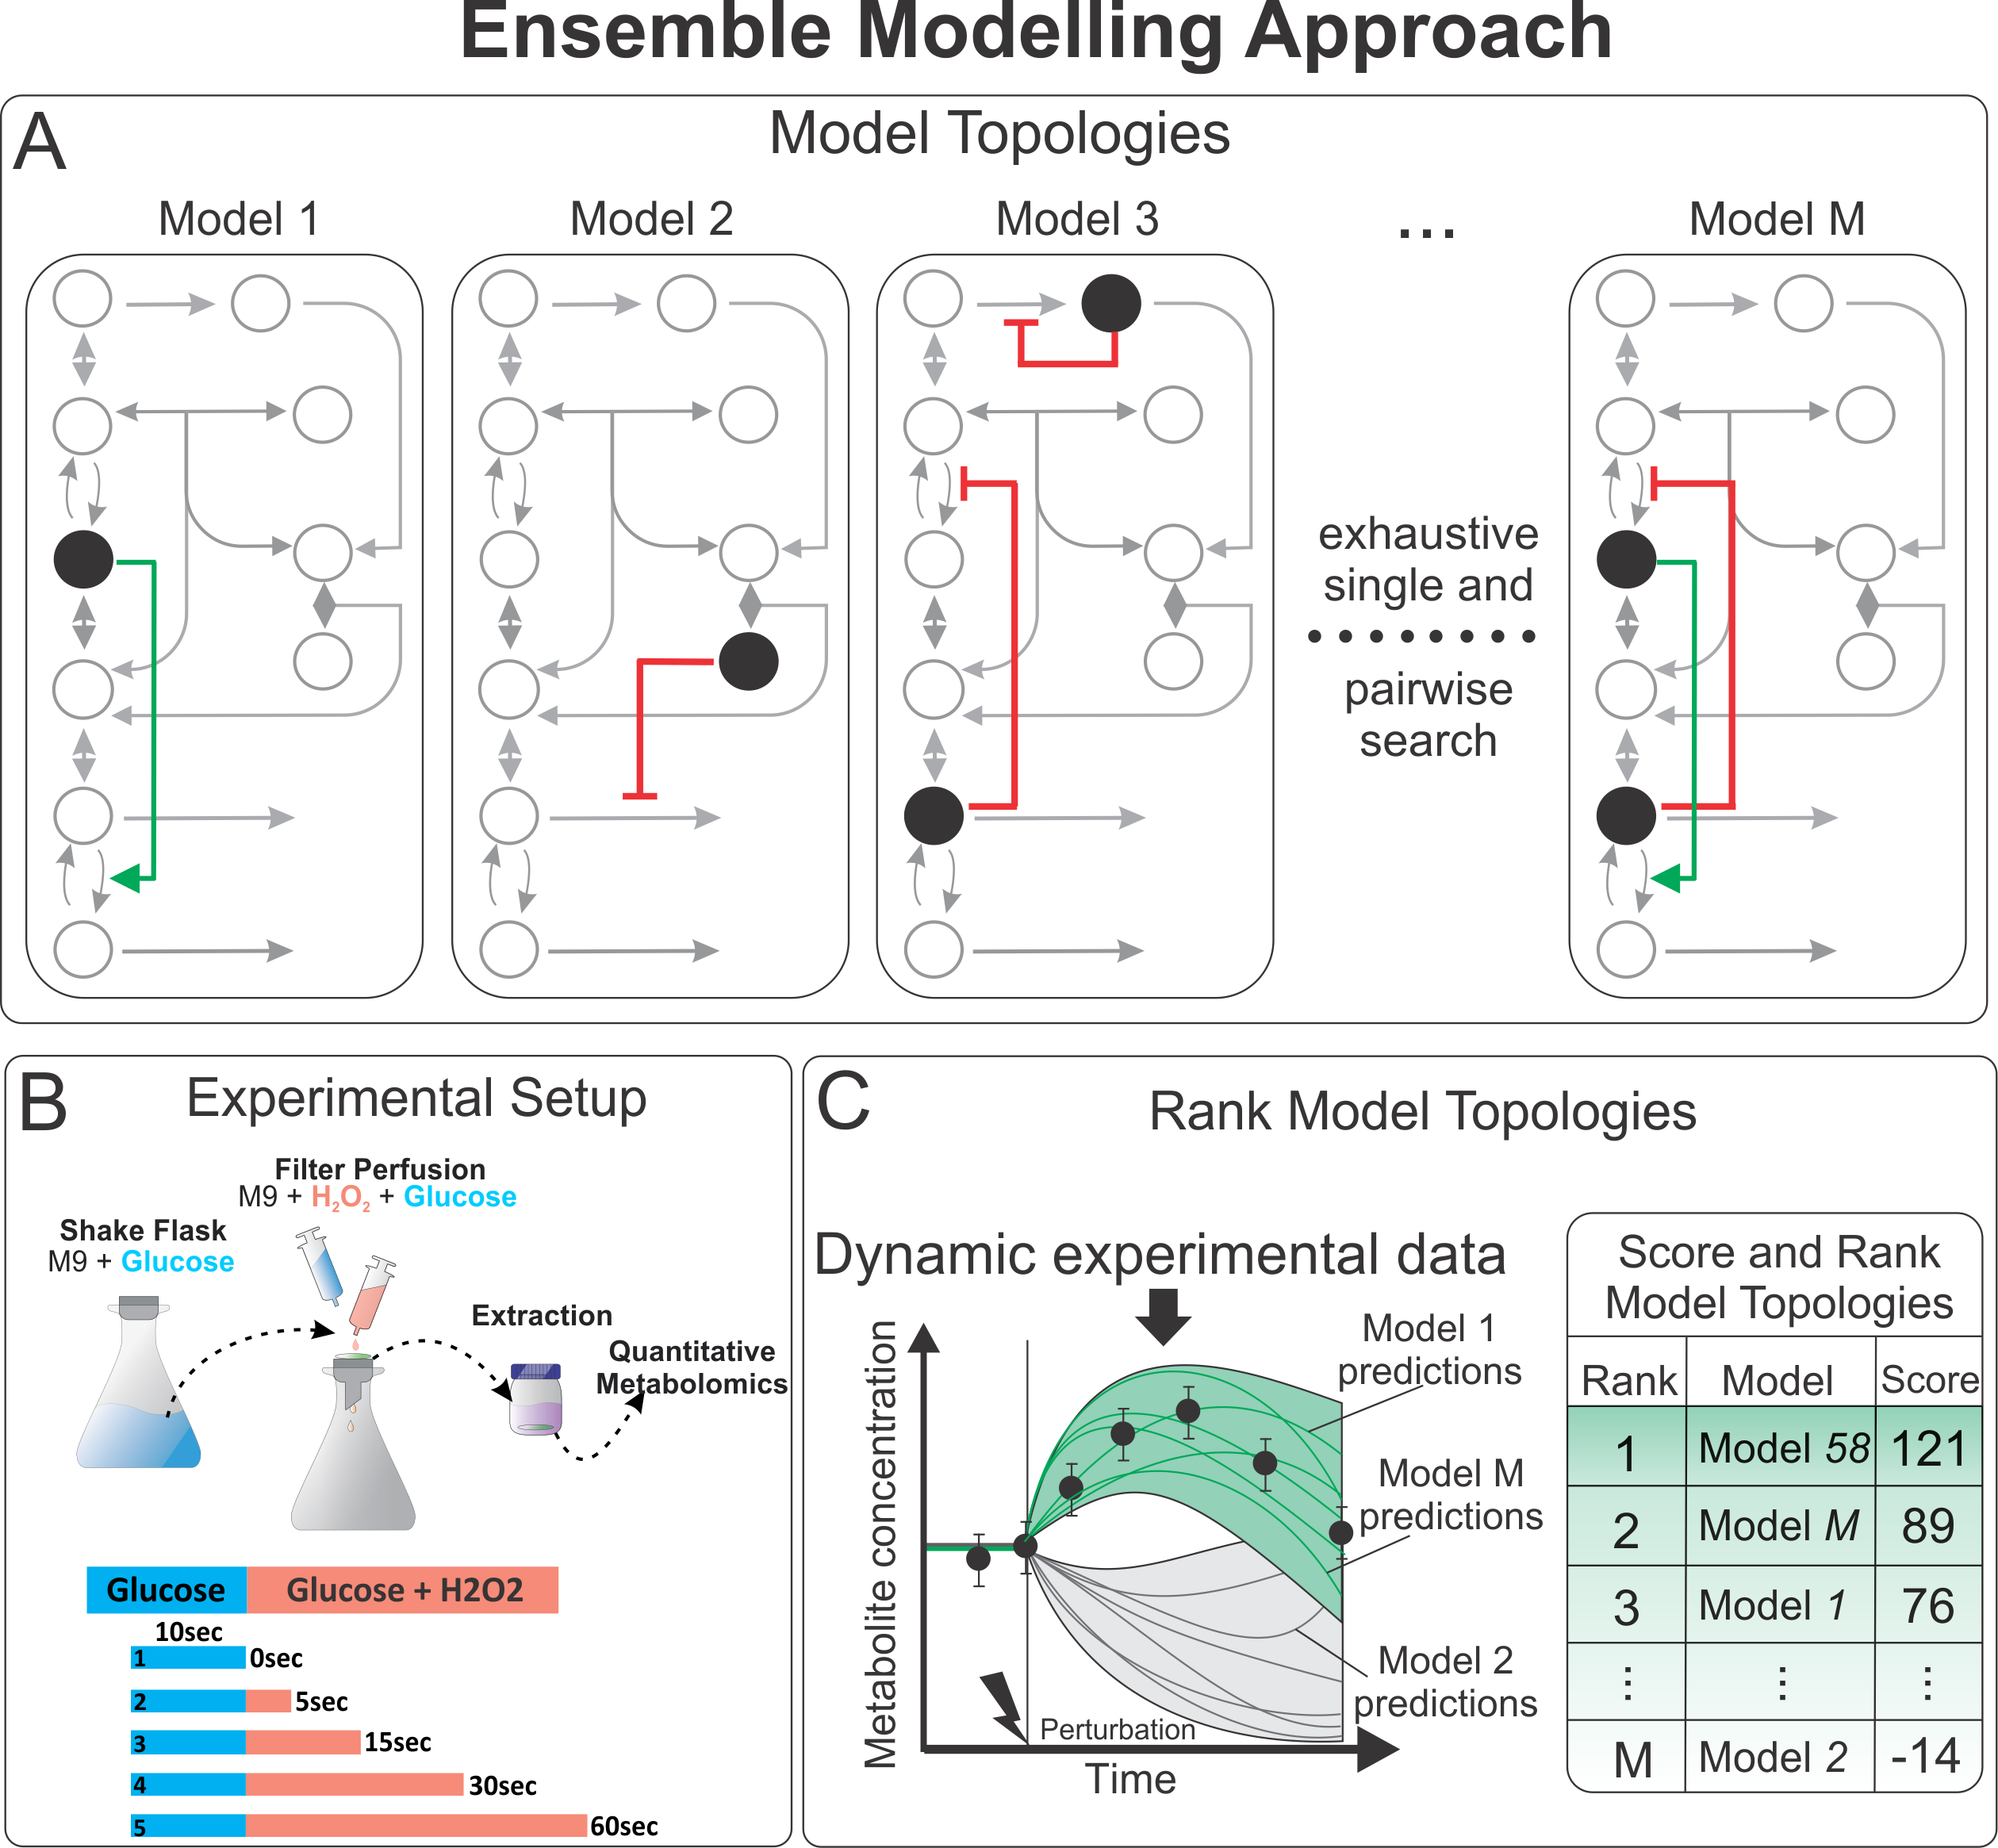 Ensemble Modelling Approach
A
Model Topologies
Model 1
Model 2
Model 3
...
Model M
exhaustive
single and
pairwise
search
B
Experimental Setup
Filter Perfusion
M9 + H2O2 + Glucose
Shake Flask
M9 + Glucose
Extraction
Quantitative
Metabolomics
Glucose
Glucose + H2O2
10sec
1
0sec
2
5sec
3
15sec
4
30sec
5
60sec
C
Rank Model Topologies
Dynamic experimental data
Metabolite concentration
Time
Perturbation
Model 1
predictions
Model M
predictions
Model 2
predictions
Score and Rank
Model Topologies
Rank Model Score
1 Model 58 121
2 Model M 89
3 Model 1 76
⋮ ⋮ ⋮
M Model 2 -14